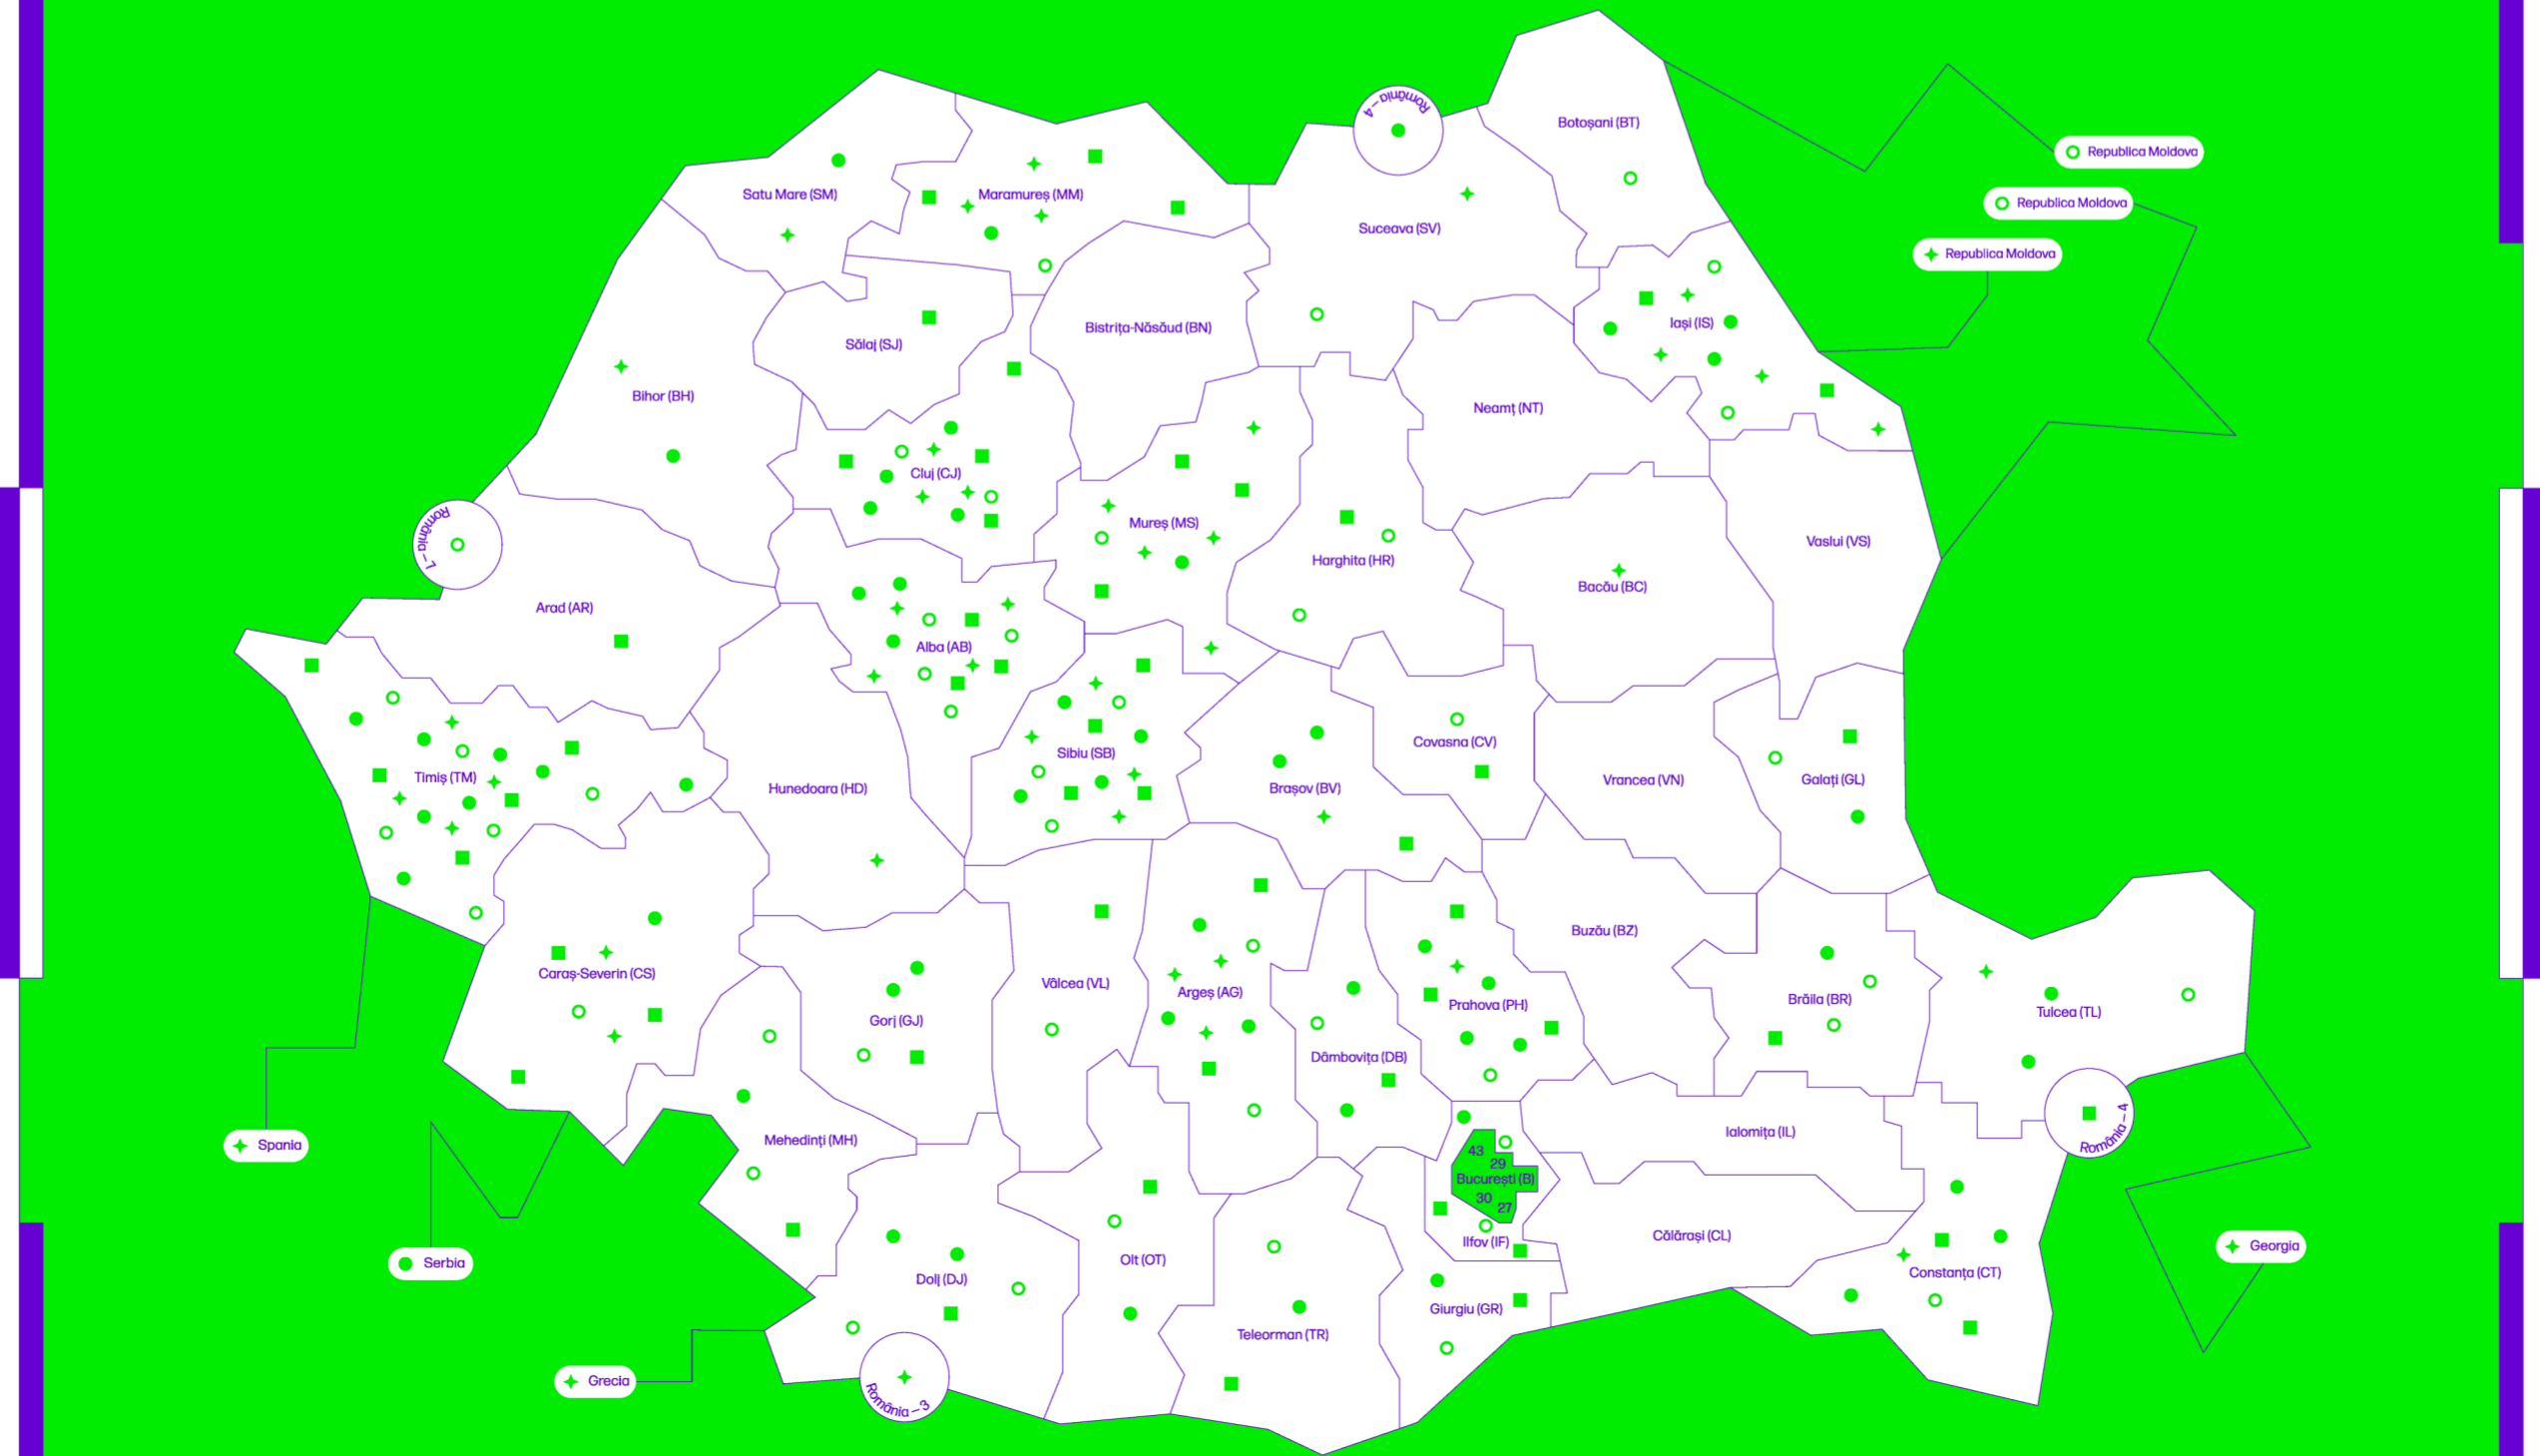 România – 4
Botoșani (BT)
Republica Moldova
Satu Mare (SM)
Maramureș (MM)
Republica Moldova
Suceava (SV)
Republica Moldova
Iași (IS)
Bistrița-Năsăud (BN)
Sălaj (SJ)
Bihor (BH)
Neamț (NT)
Cluj (CJ)
România – L
Mureș (MS)
Vaslui (VS)
Harghita (HR)
Bacău (BC)
Arad (AR)
Alba (AB)
Covasna (CV)
Sibiu (SB)
Timiș (TM)
Vrancea (VN)
Galați (GL)
Hunedoara (HD)
Brașov (BV)
Buzău (BZ)
Caraș-Severin (CS)
Vâlcea (VL)
Argeș (AG)
Brăila (BR)
Prahova (PH)
Tulcea (TL)
Gorj (GJ)
Dâmbovița (DB)
România – 4
Ialomița (IL)
Mehedinți (MH)
Spania
43
29
București (B)
30
27
Călărași (CL)
Ilfov (IF)
Georgia
Olt (OT)
Serbia
Constanța (CT)
Dolj (DJ)
Giurgiu (GR)
Teleorman (TR)
Grecia
România – 3